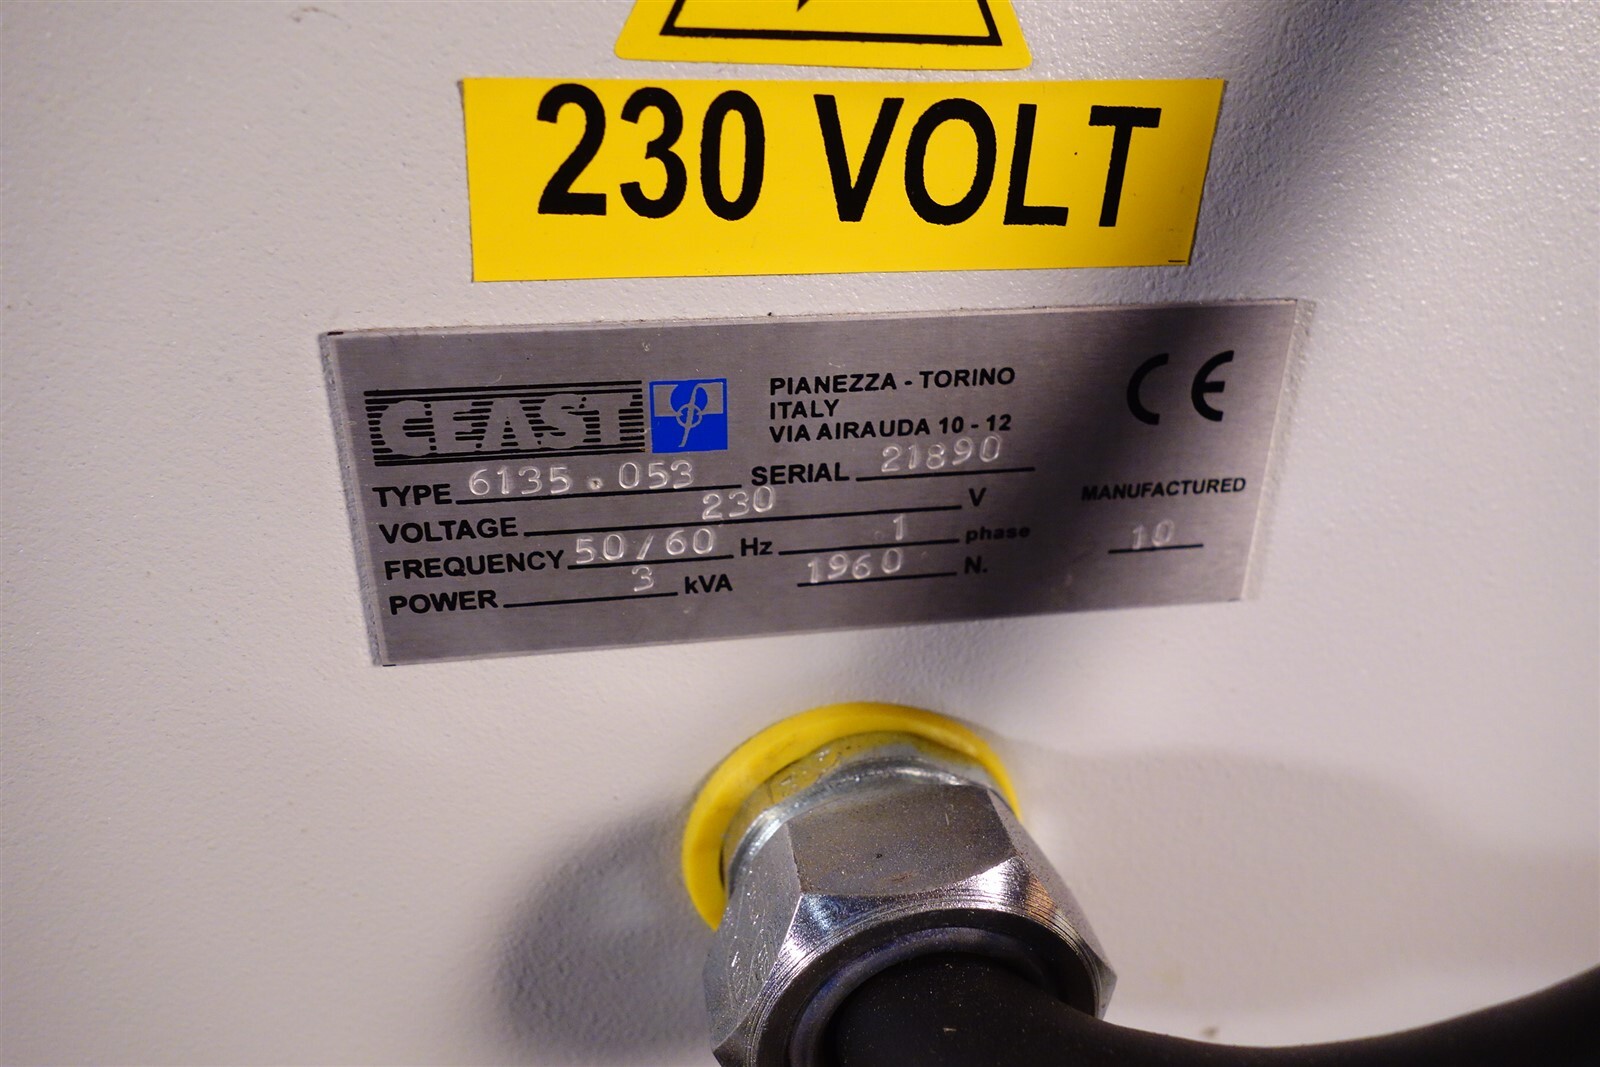 230 VOLT
CEAST
PIANEZZA - TORINO
ITALY
VIA AIRAUDA 10 - 12
CE
TYPE 6135.053 SERIAL 21890
VOLTAGE 230 V
MANUFACTURED
FREQUENCY 50/60 Hz 1 phase
10
POWER 3 kVA 1960 N.